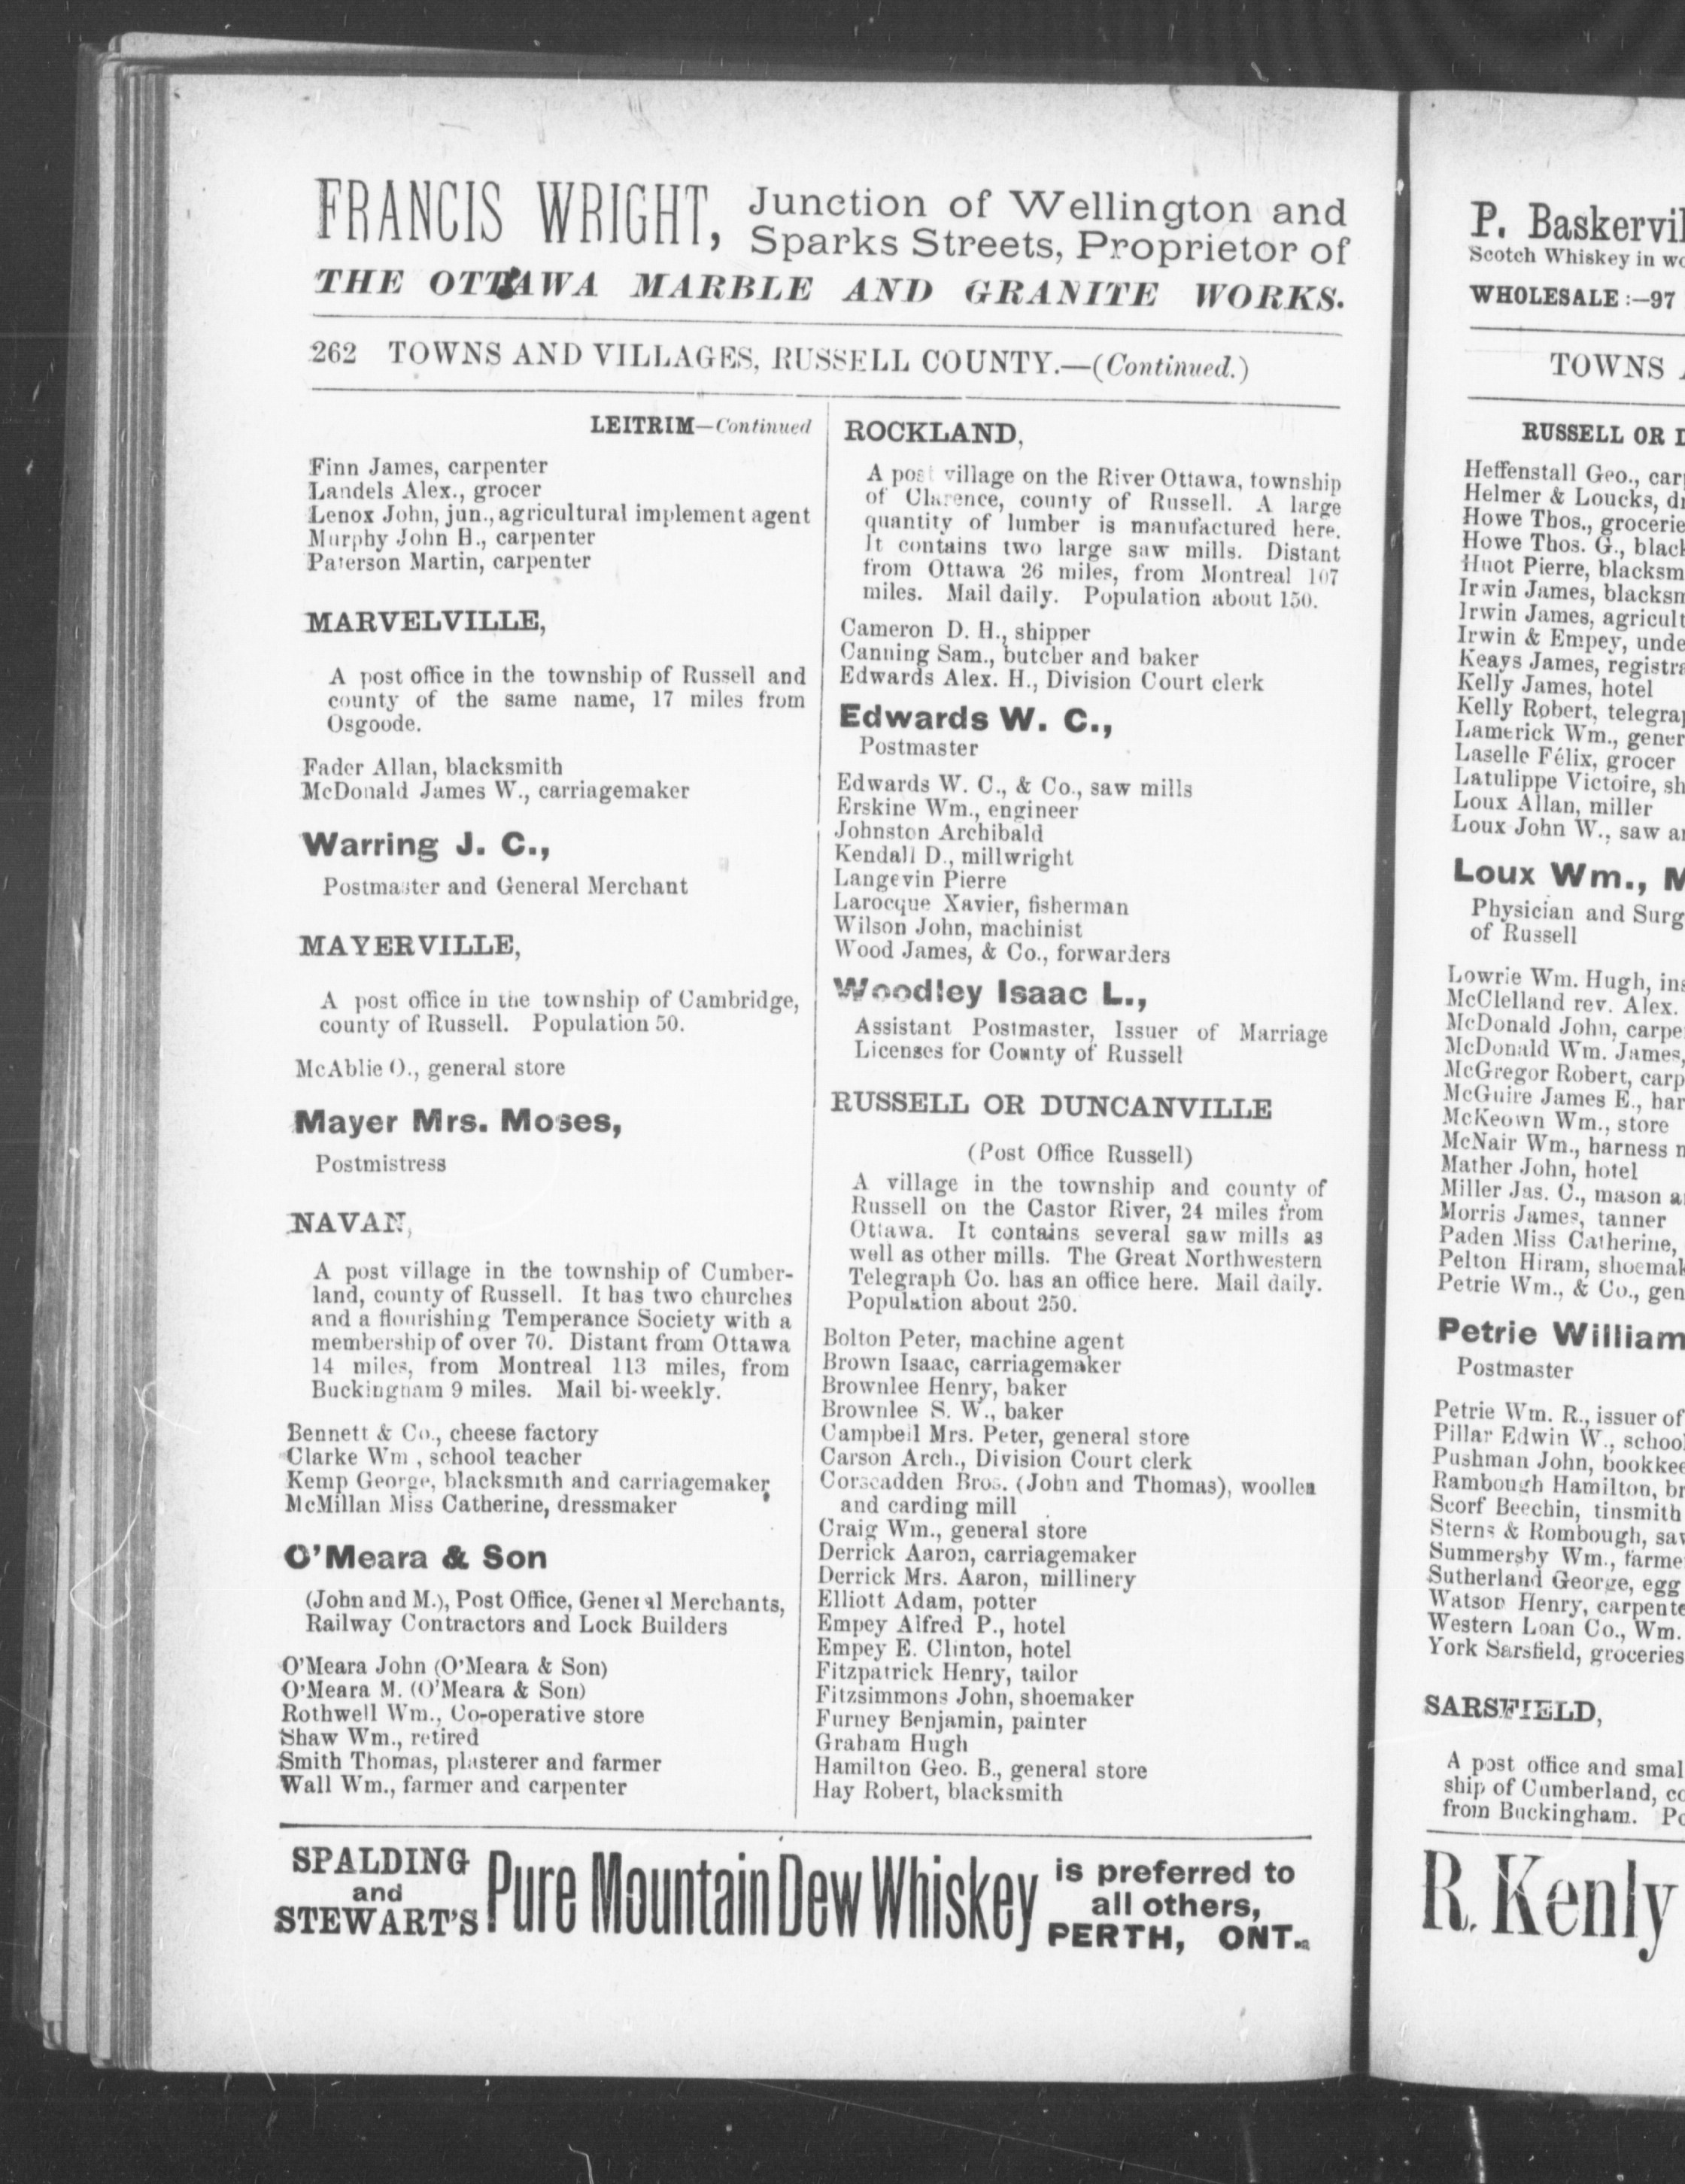 FRANCIS WRIGHT, Junction of Wellington and
Sparks Streets, Proprietor of
THE OTTAWA MARBLE AND GRANITE WORKS.
262 TOWNS AND VILLAGES, RUSSELL COUNTY.—(Continued.)
LEITRIM—Continued
Finn James, carpenter
Landels Alex., grocer
Lenox John, jun., agricultural implement agent
Murphy John H., carpenter
Paterson Martin, carpenter
MARVELVILLE,
A post office in the township of Russell and
county of the same name, 17 miles from
Osgoode.
Fader Allan, blacksmith
McDonald James W., carriagemaker
Warring J. C.,
Postmaster and General Merchant
MAYERVILLE,
A post office in the township of Cambridge,
county of Russell. Population 50.
McAblie O., general store
Mayer Mrs. Moses,
Postmistress
NAVAN,
A post village in the township of Cumber-
land, county of Russell. It has two churches
and a flourishing Temperance Society with a
membership of over 70. Distant from Ottawa
14 miles, from Montreal 113 miles, from
Buckingham 9 miles. Mail bi-weekly.
Bennett & Co., cheese factory
Clarke Wm , school teacher
Kemp George, blacksmith and carriagemaker
McMillan Miss Catherine, dressmaker
O'Meara & Son
(John and M.), Post Office, General Merchants,
Railway Contractors and Lock Builders
O'Meara John (O'Meara & Son)
O'Meara M. (O'Meara & Son)
Rothwell Wm., Co-operative store
Shaw Wm., retired
Smith Thomas, plasterer and farmer
Wall Wm., farmer and carpenter
ROCKLAND,
A post village on the River Ottawa, township
of Clarence, county of Russell. A large
quantity of lumber is manufactured here.
It contains two large saw mills. Distant
from Ottawa 26 miles, from Montreal 107
miles. Mail daily. Population about 150.
Cameron D. H., shipper
Canning Sam., butcher and baker
Edwards Alex. H., Division Court clerk
Edwards W. C.,
Postmaster
Edwards W. C., & Co., saw mills
Erskine Wm., engineer
Johnston Archibald
Kendall D., millwright
Langevin Pierre
Larocque Xavier, fisherman
Wilson John, machinist
Wood James, & Co., forwarders
Woodley Isaac L.,
Assistant Postmaster, Issuer of Marriage
Licenses for County of Russell
RUSSELL OR DUNCANVILLE
(Post Office Russell)
A village in the township and county of
Russell on the Castor River, 24 miles from
Ottawa. It contains several saw mills as
well as other mills. The Great Northwestern
Telegraph Co. has an office here. Mail daily.
Population about 250.
Bolton Peter, machine agent
Brown Isaac, carriagemaker
Brownlee Henry, baker
Brownlee S. W., baker
Campbell Mrs. Peter, general store
Carson Arch., Division Court clerk
Corscadden Bros. (John and Thomas), woollen
and carding mill
Craig Wm., general store
Derrick Aaron, carriagemaker
Derrick Mrs. Aaron, millinery
Elliott Adam, potter
Empey Alfred P., hotel
Empey E. Clinton, hotel
Fitzpatrick Henry, tailor
Fitzsimmons John, shoemaker
Furney Benjamin, painter
Graham Hugh
Hamilton Geo. B., general store
Hay Robert, blacksmith
SPALDING
and
STEWART'S Pure Mountain Dew Whiskey is preferred to
all others,
PERTH, ONT.
P. Baskervil
Scotch Whiskey in
WHOLESALE :—97
TOWNS
RUSSELL OR
Heffenstall Geo., car
Helmer & Loucks,
Howe Thos., grocerie
Howe Thos. G., black
Huot Pierre, blacksm
Irwin James, blacksm
Irwin James, agricult
Irwin & Empey, unde
Keays James, registra
Kelly James, hotel
Kelly Robert, telegra
Lamerick Wm., gener
Laselle Félix, grocer
Latulippe Victoire, sh
Loux Allan, miller
Loux John W., saw
Loux Wm., M
Physician and Surg
of Russell
Lowrie Wm. Hugh, ins
McClelland rev. Alex.
McDonald John, carpe
McDonald Wm. James,
McGregor Robert, carp
McGuire James E., har
McKeown Wm., store
McNair Wm., harness
Mather John, hotel
Miller Jas. C., mason
Morris James, tanner
Paden Miss Catherine,
Pelton Hiram, shoemak
Petrie Wm., & Co., gen
Petrie William
Postmaster
Petrie Wm. R., issuer of
Pillar Edwin W., school
Pushman John, bookkee
Rambough Hamilton, br
Scorf Beechin, tinsmith
Sterns & Rombough, saw
Summersby Wm., farme
Sutherland George, egg
Watson Henry, carpente
Western Loan Co., Wm.
York Sarsfield, groceries
SARSFIELD,
A post office and smal
ship of Cumberland, co
from Buckingham. Po
R. Kenly